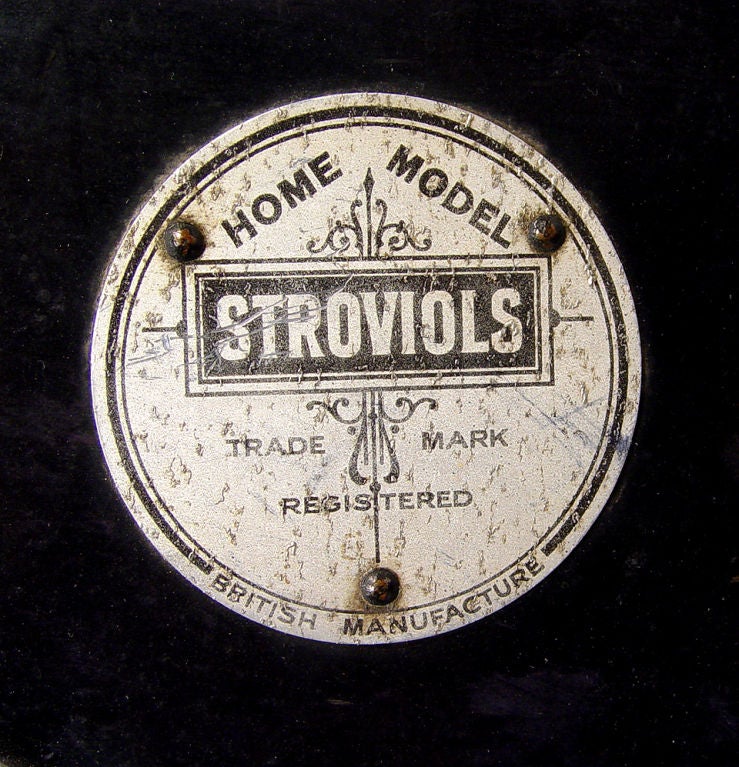 HOME MODEL
STROVIOLS
TRADE MARK
REGISTERED
BRITISH MANUFACTURE